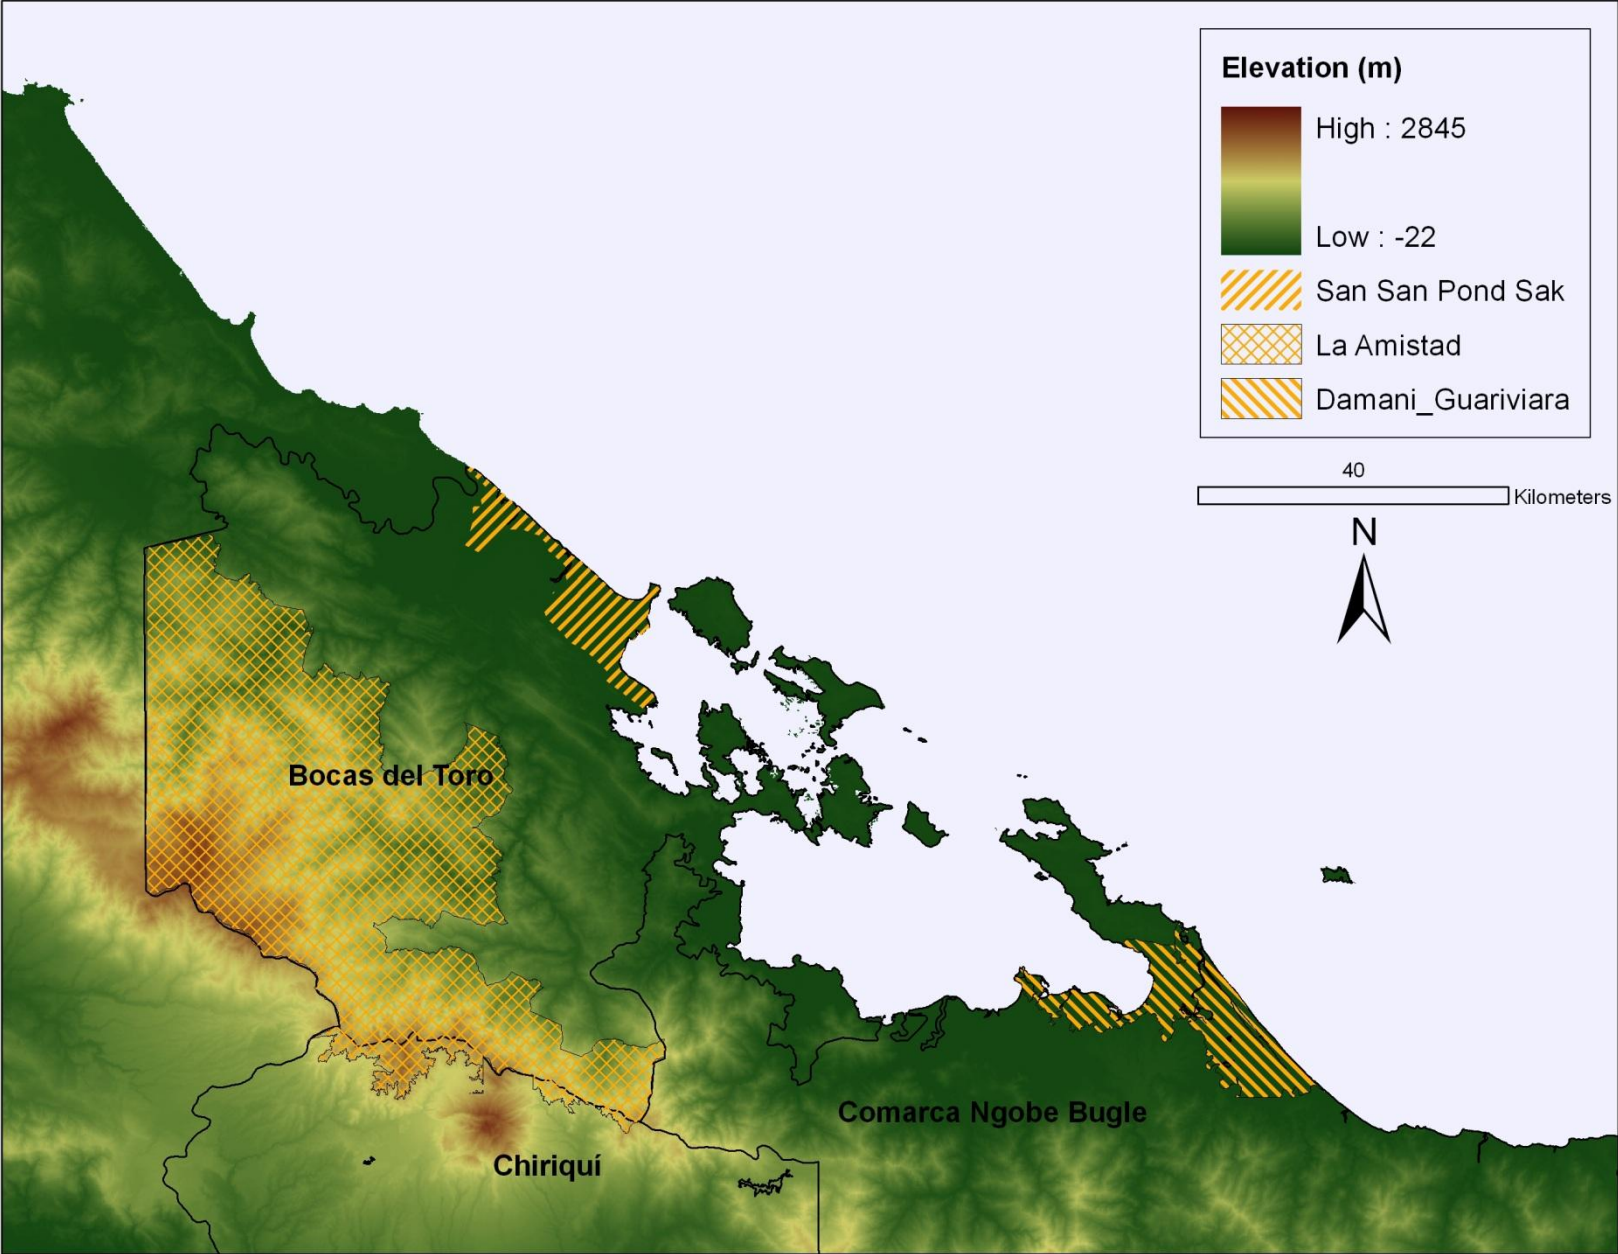 Elevation (m)
High : 2845
Low : -22
San San Pond Sak
La Amistad
Damani_Guariviara
40
Kilometers
N
Bocas del Toro
Comarca Ngobe Bugle
Chiriquí